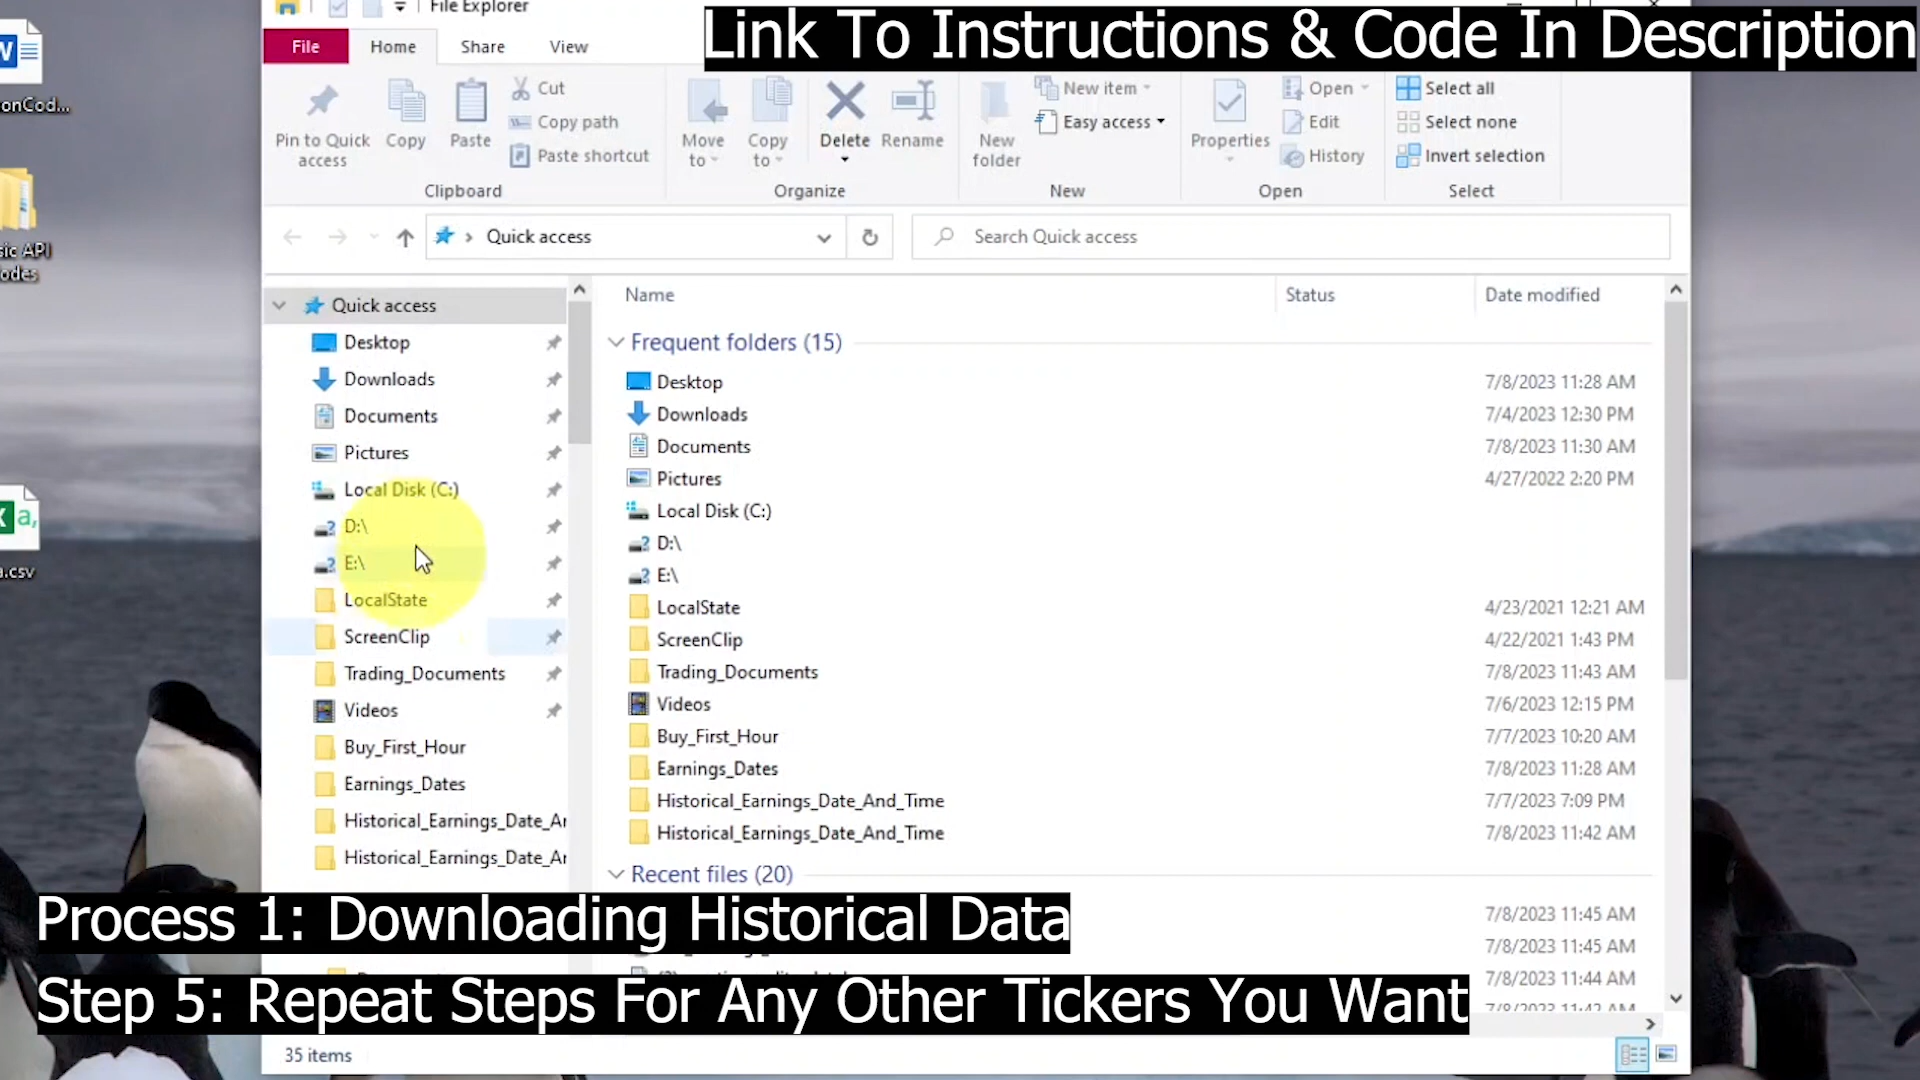 File Explorer
Link To Instructions & Code In Description
File Home Share View
onCod...
Pin to Quick access
Copy
Paste
Cut
Copy path
Paste shortcut
Clipboard
Move to
Copy to
Delete
Rename
Organize
New folder
New item
Easy access
New
Properties
Open
Edit
History
Open
Select all
Select none
Invert selection
Select
Quick access
Search Quick access
sic API
odes
a,
a.csv
Quick access
Desktop
Downloads
Documents
Pictures
Local Disk (C:)
D:\
E:\
LocalState
ScreenClip
Trading_Documents
Videos
Buy_First_Hour
Earnings_Dates
Historical_Earnings_Date_Ar
Historical_Earnings_Date_Ar
Name Status Date modified
Frequent folders (15)
Desktop 7/8/2023 11:28 AM
Downloads 7/4/2023 12:30 PM
Documents 7/8/2023 11:30 AM
Pictures 4/27/2022 2:20 PM
Local Disk (C:)
D:\
E:\
LocalState 4/23/2021 12:21 AM
ScreenClip 4/22/2021 1:43 PM
Trading_Documents 7/8/2023 11:43 AM
Videos 7/6/2023 12:15 PM
Buy_First_Hour 7/7/2023 10:20 AM
Earnings_Dates 7/8/2023 11:28 AM
Historical_Earnings_Date_And_Time 7/7/2023 7:09 PM
Historical_Earnings_Date_And_Time 7/8/2023 11:42 AM
Recent files (20)
7/8/2023 11:45 AM
7/8/2023 11:45 AM
7/8/2023 11:44 AM
Process 1: Downloading Historical Data
Step 5: Repeat Steps For Any Other Tickers You Want
35 items